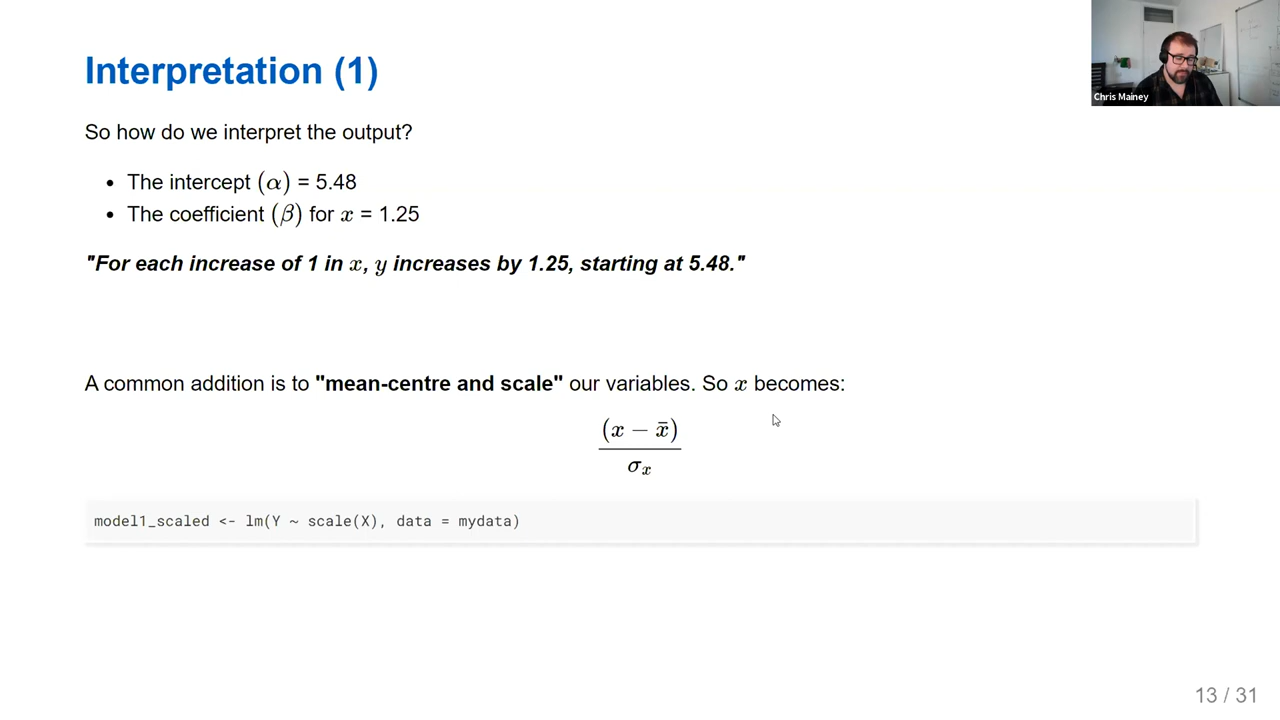 Interpretation (1)
Chris Mainey
So how do we interpret the output?
• The intercept (α) = 5.48
• The coefficient (β) for x = 1.25
"For each increase of 1 in x, y increases by 1.25, starting at 5.48."
A common addition is to "mean-centre and scale" our variables. So x becomes:
(x − x̄)
σx
model1_scaled <- lm(Y ~ scale(X), data = mydata)
13 / 31